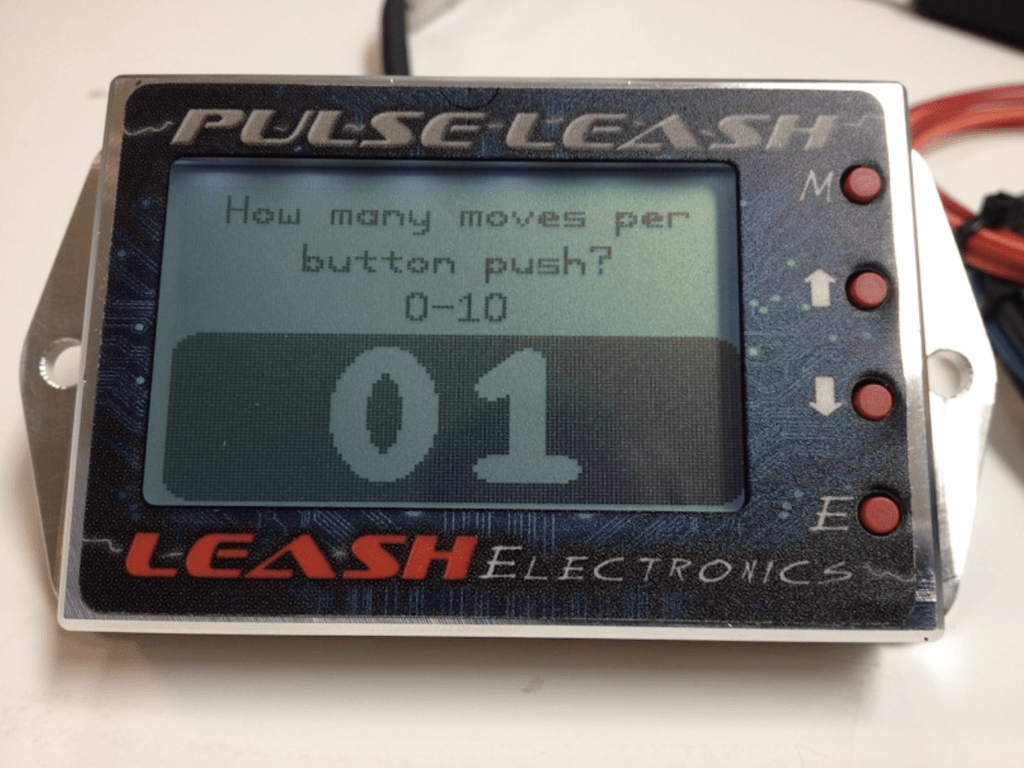 PULSE LEASH
M
How many moves per
button push?
0-10
01
E
LEASH ELECTRONICS